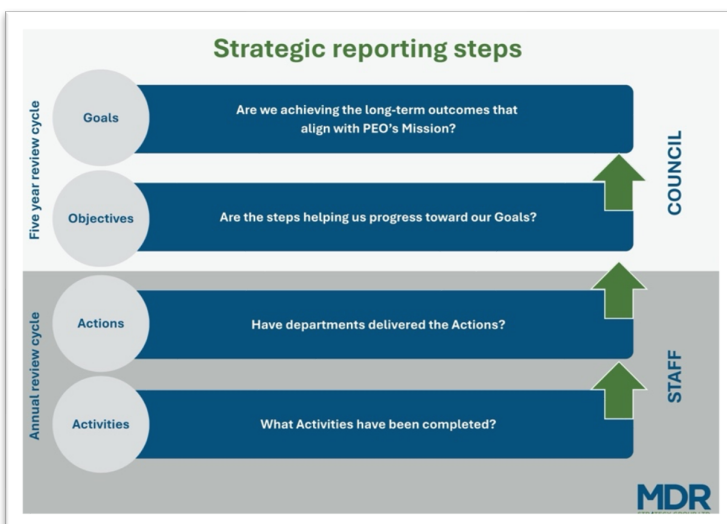 Strategic reporting steps
Five year review cycle
Goals
Are we achieving the long-term outcomes that
align with PEO's Mission?
Objectives
Are the steps helping us progress toward our Goals?
COUNCIL
Annual review cycle
Actions
Have departments delivered the Actions?
Activities
What Activities have been completed?
STAFF
MDR